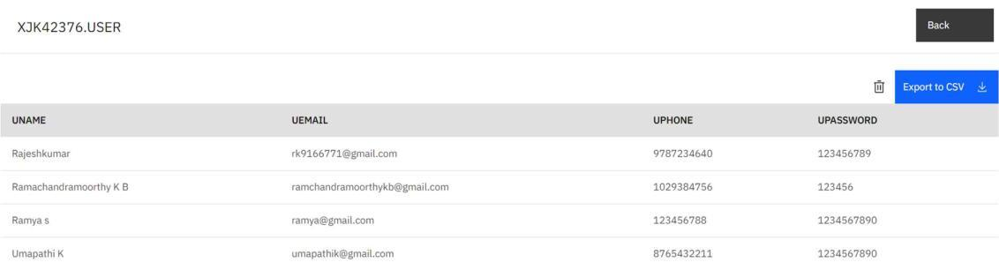 XJK42376.USER
Back
Export to CSV
UNAME UEMAIL UPHONE UPASSWORD
Rajeshkumar rk9166771@gmail.com 9787234640 123456789
Ramachandramoorthy K B ramchandramoorthykb@gmail.com 1029384756 123456
Ramya s ramya@gmail.com 123456788 1234567890
Umapathi K umapathik@gmail.com 8765432211 1234567890